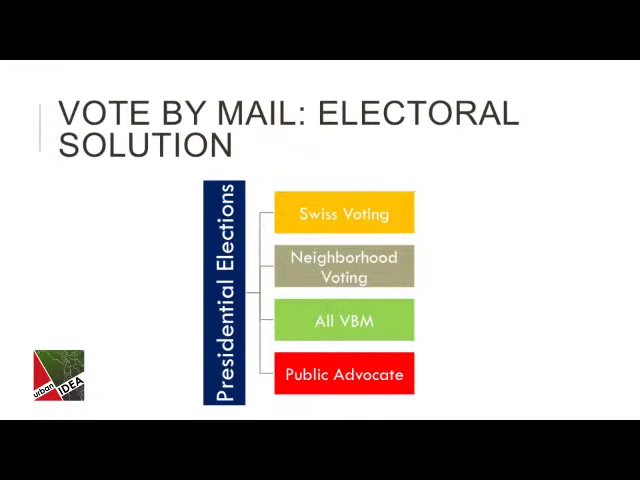 VOTE BY MAIL: ELECTORAL
SOLUTION
Presidential Elections
Swiss Voting
Neighborhood
Voting
All VBM
Public Advocate
urban IDEA